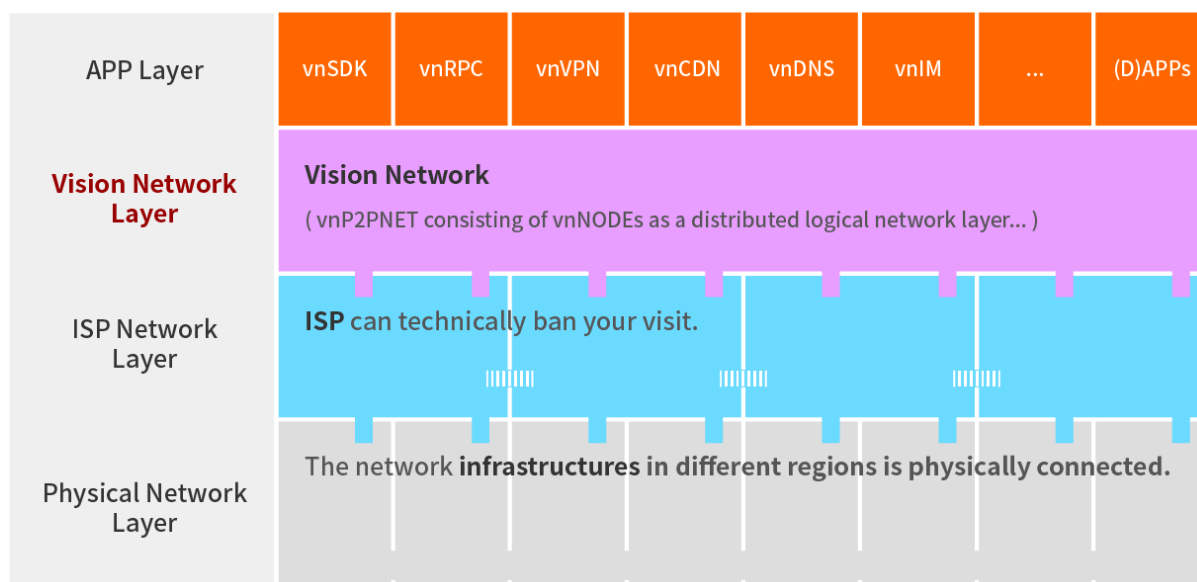 APP Layer
vnSDK
vnRPC
vnVPN
vnCDN
vnDNS
vnIM
...
(D)APPs
Vision Network
Layer
Vision Network
( vnP2PNET consisting of vnNODEs as a distributed logical network layer... )
ISP Network
Layer
ISP can technically ban your visit.
Physical Network
Layer
The network infrastructures in different regions is physically connected.